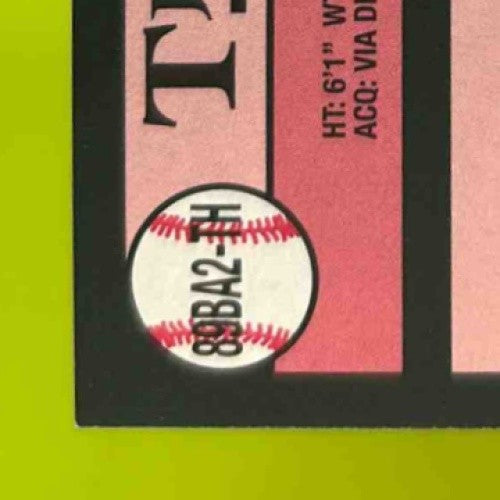 T
HT: 6'1"
ACQ: VIA
89BA2-TH